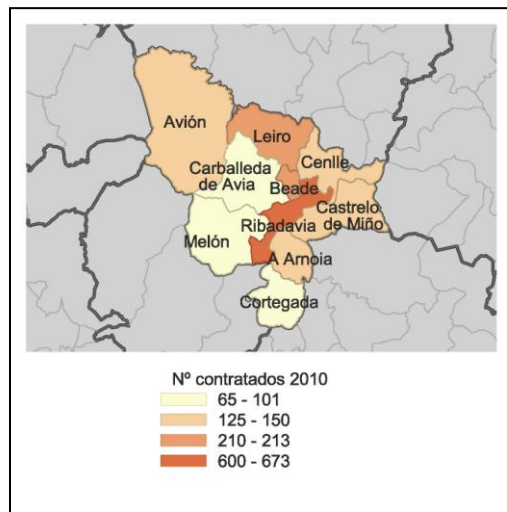 Avión
Leiro
Cenlle
Carballeda
de Avia
Beade
Castrelo
de Miño
Ribadavia
Melón
A Arnoia
Cortegada
Nº contratados 2010
65 - 101
125 - 150
210 - 213
600 - 673